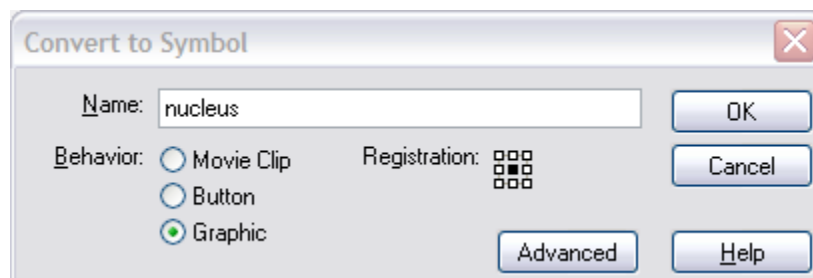 Convert to Symbol
Name: nucleus OK
Behavior: Movie Clip Registration: Cancel
Button
Graphic
Advanced Help